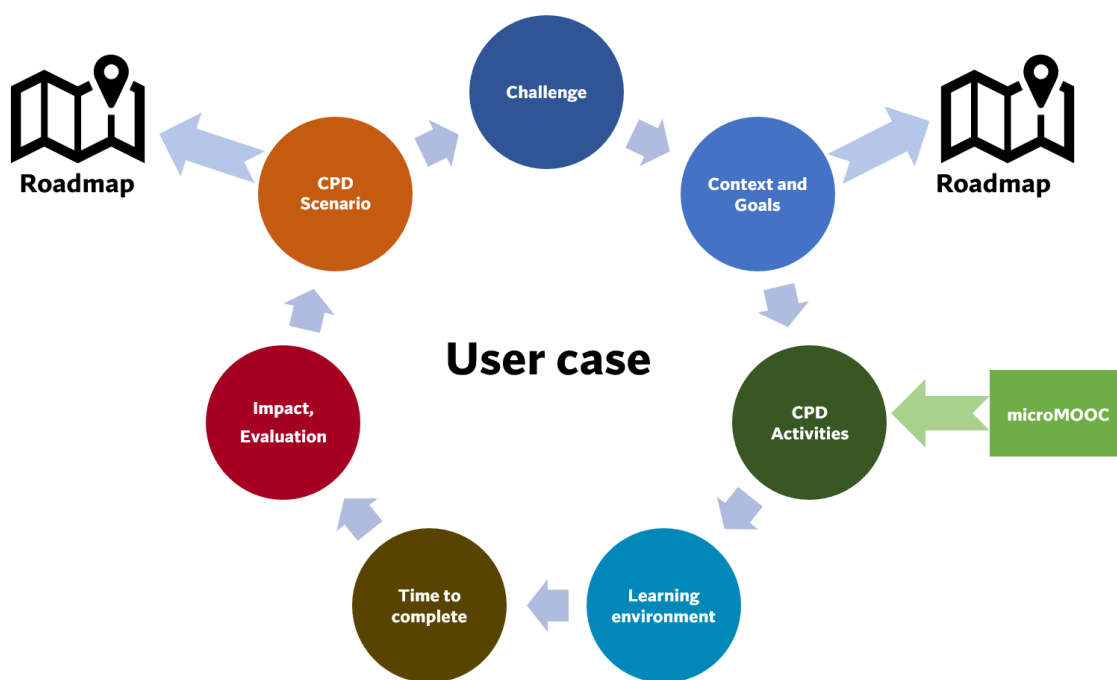 Challenge
Roadmap
CPD
Scenario
Context and
Goals
Roadmap
User case
Impact,
Evaluation
CPD
Activities
microMOOC
Time to
complete
Learning
environment